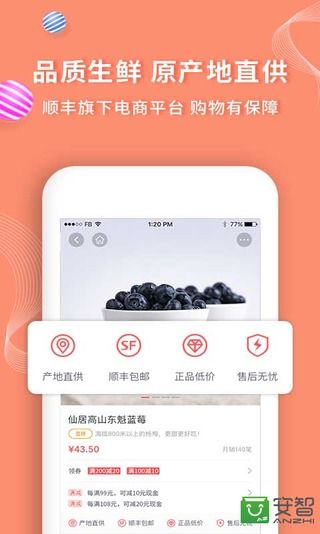 品质生鲜 原产地直供
顺丰旗下电商平台 购物有保障
FB
1:20 PM
77%
产地直供
SF
顺丰包邮
正品低价
售后无忧
仙居高山东魁蓝莓
海拔800米以上的杨梅，更甜更好吃！
¥43.50
月销140笔
领券
满200减20
满100减10
满减
每满99元，可减10元现金
满减
每满108元，可减20元现金
产地直供
顺丰包邮
正品低价
售后无忧
安智
ANZHI